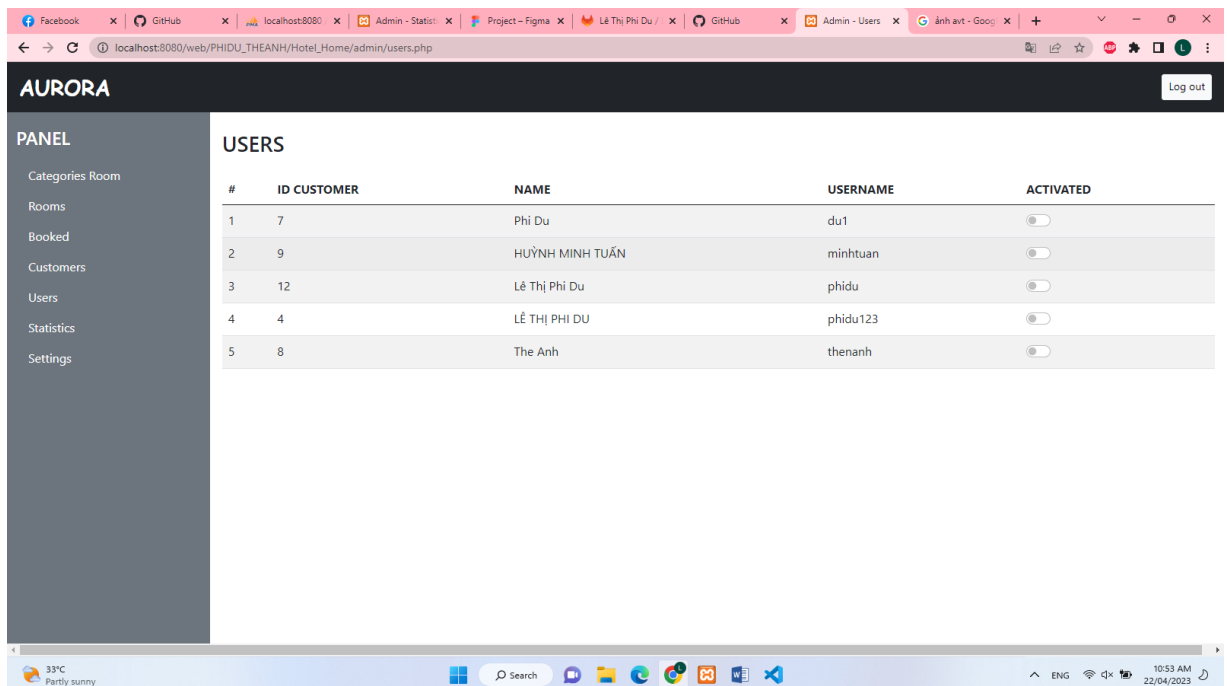 Facebook
GitHub
localhost:8080 /
Admin - Statisti
Project – Figma
Lê Thị Phi Du /
GitHub
Admin - Users
ảnh avt - Goog
localhost:8080/web/PHIDU_THEANH/Hotel_Home/admin/users.php
ABP
L
AURORA
Log out
PANEL
Categories Room
Rooms
Booked
Customers
Users
Statistics
Settings
USERS
# ID CUSTOMER NAME USERNAME ACTIVATED
1 7 Phi Du du1
2 9 HUỲNH MINH TUẤN minhtuan
3 12 Lê Thị Phi Du phidu
4 4 LÊ THỊ PHI DU phidu123
5 8 The Anh thenanh
33°C
Partly sunny
Search
ENG
10:53 AM
22/04/2023